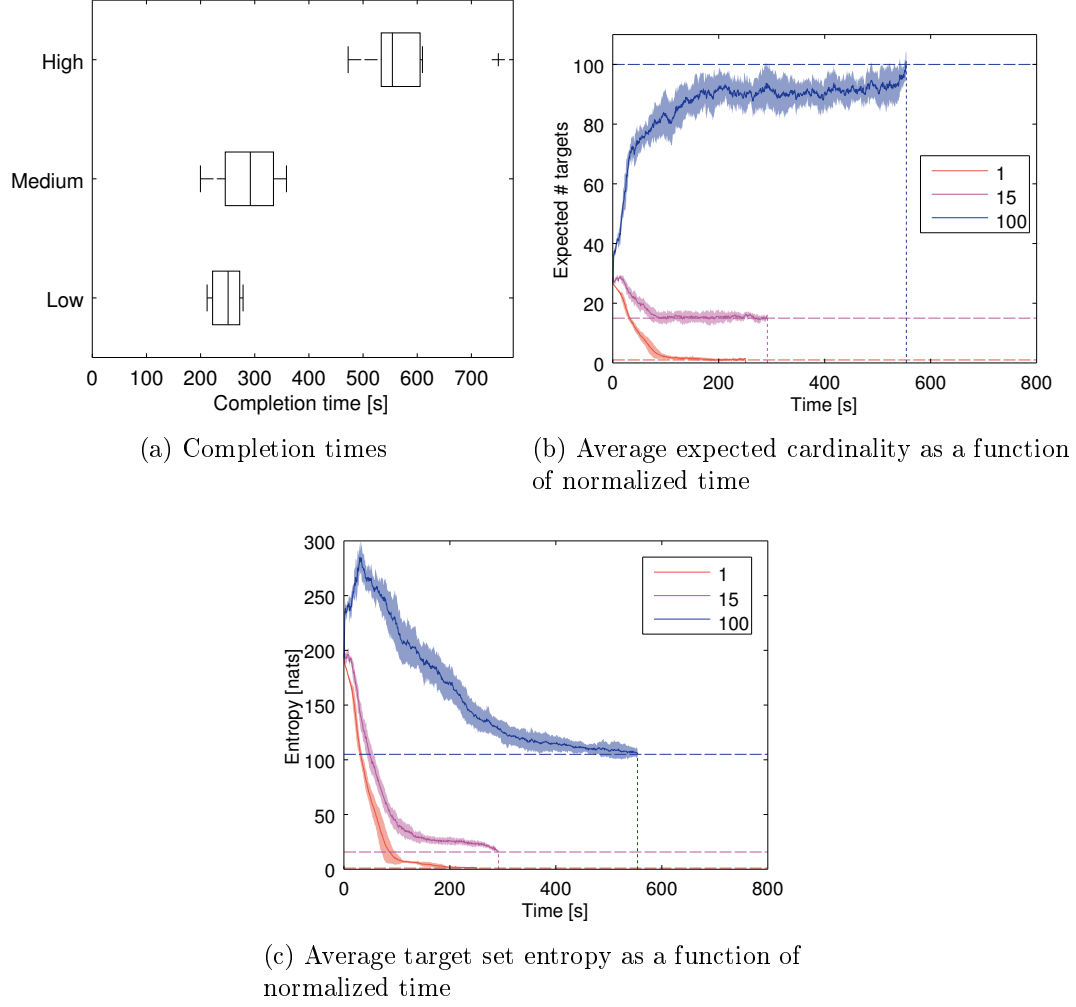 High
Medium
Low
0 100 200 300 400 500 600 700
Completion time [s]
(a) Completion times
100
80
60
40
20
0
Expected # targets
1
15
100
0 200 400 600 800
Time [s]
(b) Average expected cardinality as a function
of normalized time
300
250
200
150
100
50
0
Entropy [nats]
1
15
100
0 200 400 600 800
Time [s]
(c) Average target set entropy as a function of
normalized time